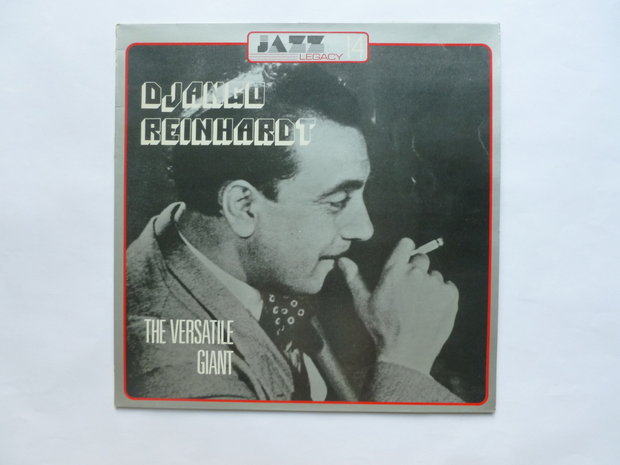 JAZZ 14
LEGACY
DJANGO
REINHARDT
THE VERSATILE
GIANT